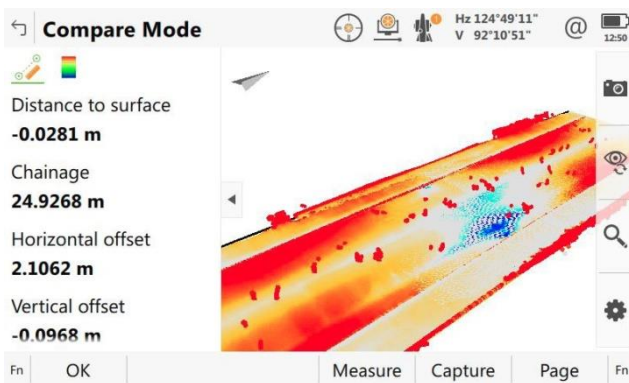 Compare Mode
Hz 124°49'11"
V 92°10'51"
@
12:50
Distance to surface
-0.0281 m
Chainage
24.9268 m
Horizontal offset
2.1062 m
Vertical offset
-0.0968 m
Fn OK Measure Capture Page Fn